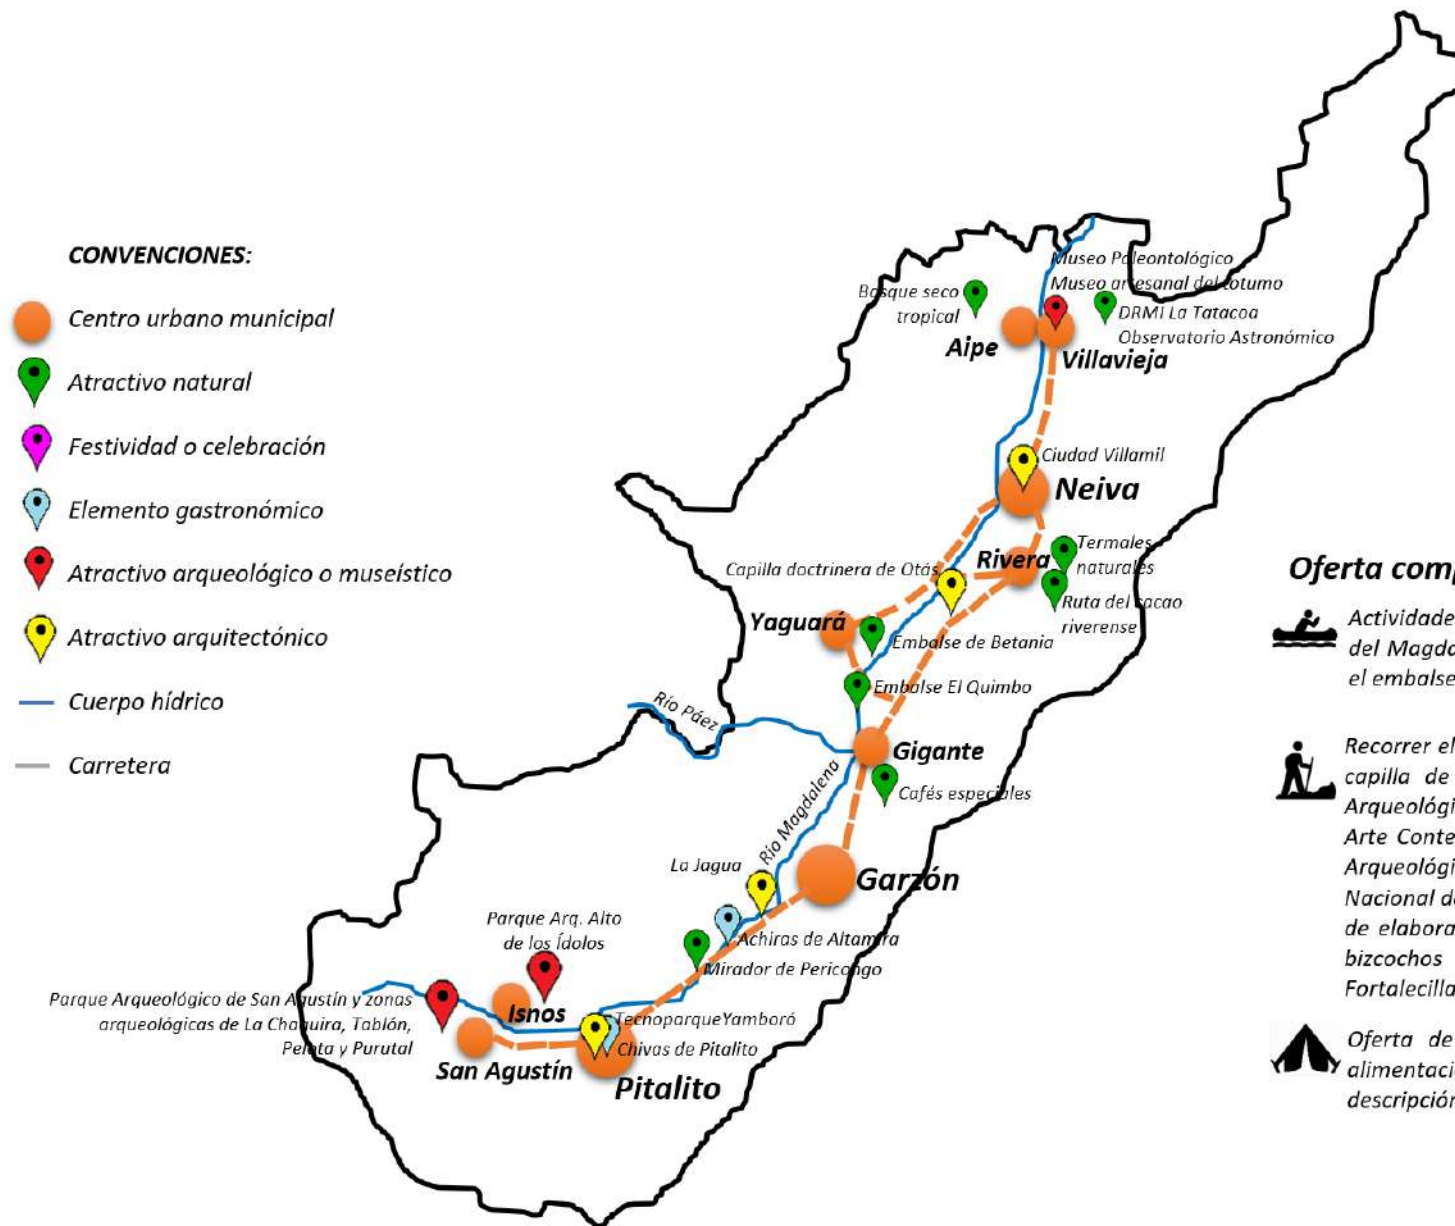 CONVENCIONES:
Centro urbano municipal
Atractivo natural
Festividad o celebración
Elemento gastronómico
Atractivo arqueológico o museístico
Atractivo arquitectónico
Cuerpo hídrico
Carretera
Museo Paleontológico
Museo artesanal del totumo
Bosque seco
tropical
DRMI La Tatacoa
Observatorio Astronómico
Aipe
Villavieja
Ciudad Villamil
Neiva
Rivera
Termales
naturales
Capilla doctrinera de Otás
Ruta del cacao
riverense
Yaguará
Embalse de Betania
Embalse El Quimbo
Río Páez
Gigante
Cafés especiales
Río Magdalena
La Jagua
Garzón
Parque Arq. Alto
de los Ídolos
Achiras de Altamira
Mirador de Pericongo
Parque Arqueológico de San Agustín y zonas
arqueológicas de La Chaquira, Tablón,
Pelota y Purutal
Isnos
TecnoparqueYamboró
Chivas de Pitalito
San Agustín
Pitalito
Oferta com
Actividade
del Magda
el embalse
Recorrer el
capilla de
Arqueológi
Arte Conte
Arqueológi
Nacional d
de elabora
bizcochos
Fortalecilla
Oferta de
alimentaci
descripción